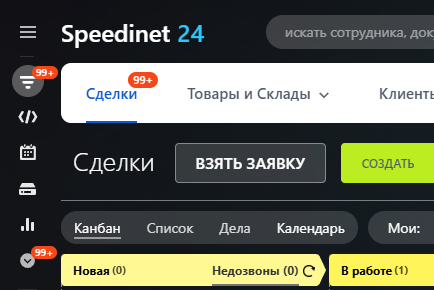 Speedinet 24
искать сотрудника, док
99+
99+
Сделки
Товары и Склады
Клиенты
Сделки
ВЗЯТЬ ЗАЯВКУ
СОЗДАТЬ
Канбан
Список
Дела
Календарь
Мои:
99+
Новая (0)
Недозвоны (0)
В работе (1)